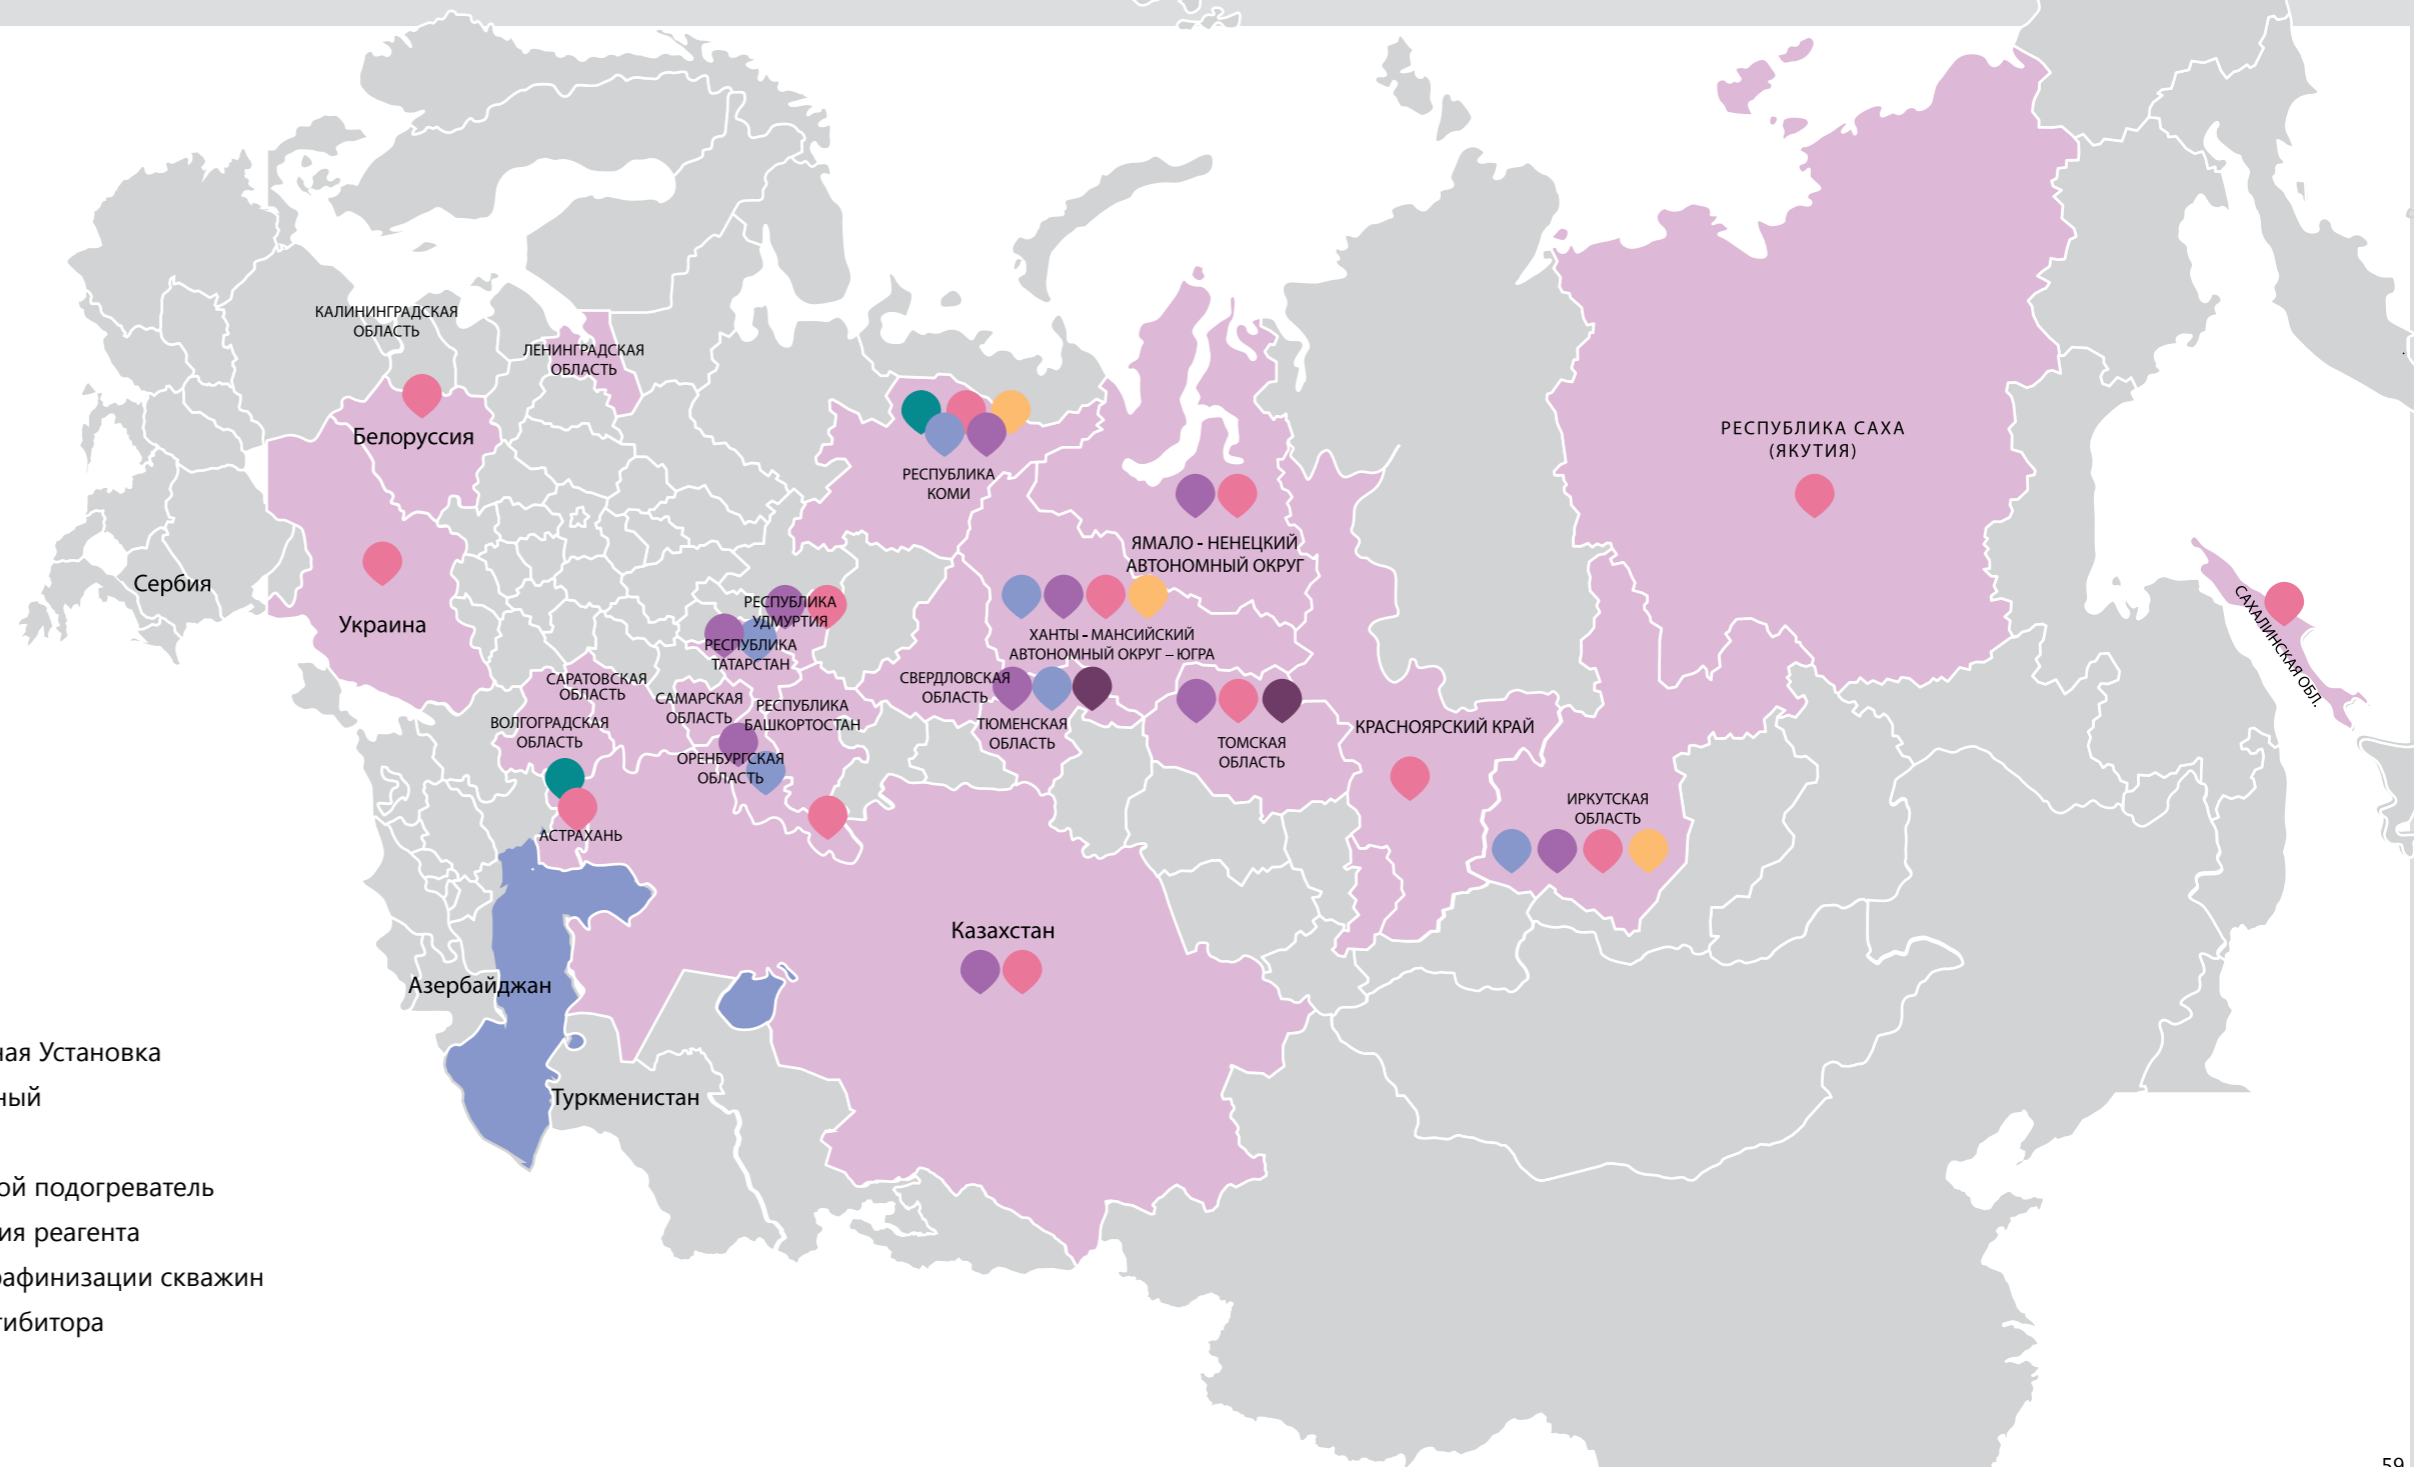 КАЛИНИНГРАДСКАЯ
ОБЛАСТЬ
ЛЕНИНГРАДСКАЯ
ОБЛАСТЬ
Белоруссия
РЕСПУБЛИКА САХА
(ЯКУТИЯ)
РЕСПУБЛИКА
КОМИ
ЯМАЛО - НЕНЕЦКИЙ
АВТОНОМНЫЙ ОКРУГ
Сербия
Украина
РЕСПУБЛИКА
УДМУРТИЯ
РЕСПУБЛИКА
ТАТАРСТАН
ХАНТЫ - МАНСИЙСКИЙ
АВТОНОМНЫЙ ОКРУГ – ЮГРА
САХАЛИНСКАЯ ОБЛ.
САРАТОВСКАЯ
ОБЛАСТЬ
САМАРСКАЯ
ОБЛАСТЬ
РЕСПУБЛИКА
БАШКОРТОСТАН
СВЕРДЛОВСКАЯ
ОБЛАСТЬ
ВОЛГОГРАДСКАЯ
ОБЛАСТЬ
ТЮМЕНСКАЯ
ОБЛАСТЬ
ТОМСКАЯ
ОБЛАСТЬ
КРАСНОЯРСКИЙ КРАЙ
ОРЕНБУРГСКАЯ
ОБЛАСТЬ
ИРКУТСКАЯ
ОБЛАСТЬ
АСТРАХАНЬ
Казахстан
Азербайджан
Туркменистан
ная Установка
ный
ой подогреватель
ия реагента
рафинизации скважин
гибитора
59